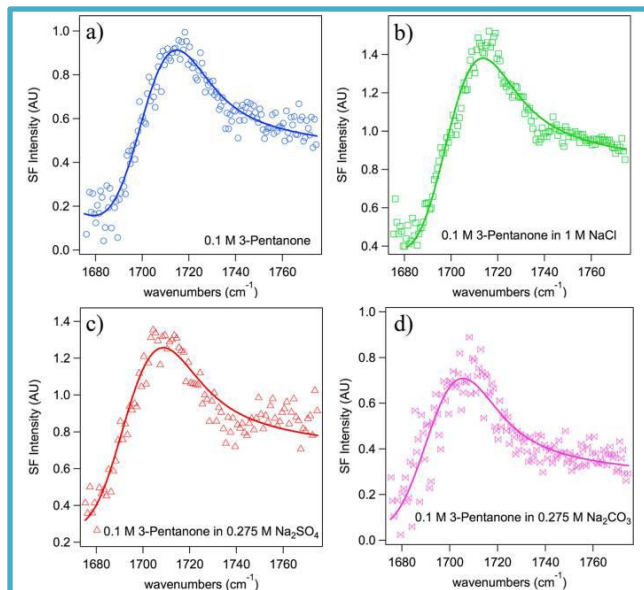 a)
1.0
0.8
0.6
0.4
0.2
0.0
SF Intensity (AU)
0.1 M 3-Pentanone
1680 1700 1720 1740 1760
wavenumbers (cm⁻¹)
b)
1.4
1.2
1.0
0.8
0.6
0.4
SF Intensity (AU)
0.1 M 3-Pentanone in 1 M NaCl
1680 1700 1720 1740 1760
wavenumbers (cm⁻¹)
c)
1.4
1.2
1.0
0.8
0.6
0.4
0.2
SF Intensity (AU)
0.1 M 3-Pentanone in 0.275 M Na₂SO₄
1680 1700 1720 1740 1760
wavenumbers (cm⁻¹)
d)
1.0
0.8
0.6
0.4
0.2
0.0
SF Intensity (AU)
0.1 M 3-Pentanone in 0.275 M Na₂CO₃
1680 1700 1720 1740 1760
wavenumbers (cm⁻¹)